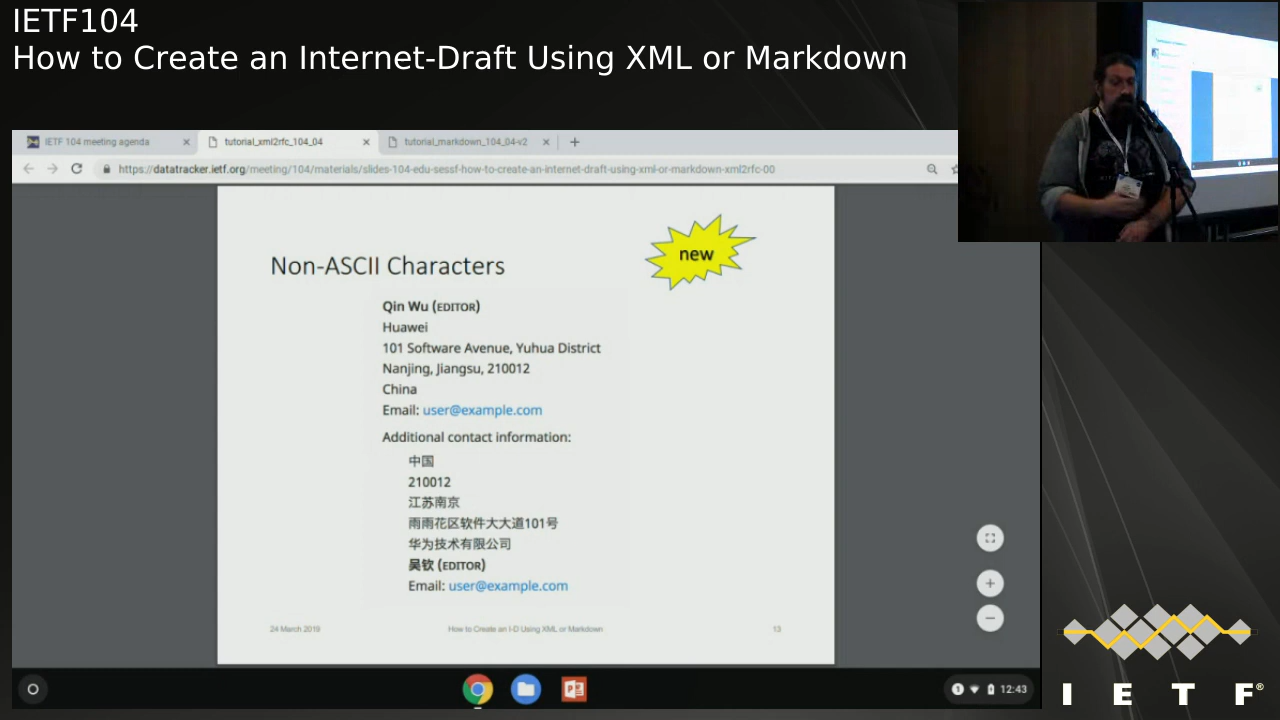 IETF104
How to Create an Internet-Draft Using XML or Markdown
IETF 104 meeting agenda
tutorial_xml2rfc_104_04
tutorial_markdown_104_04-v2
https://datatracker.ietf.org/meeting/104/materials/slides-104-edu-sessf-how-to-create-an-internet-draft-using-xml-or-markdown-xml2rfc-00
new
Non-ASCII Characters
Qin Wu (EDITOR)
Huawei
101 Software Avenue, Yuhua District
Nanjing, Jiangsu, 210012
China
Email: user@example.com
Additional contact information:
中国
210012
江苏南京
雨雨花区软件大大道101号
华为技术有限公司
吴钦 (EDITOR)
Email: user@example.com
24 March 2019
How to Create an I-D Using XML or Markdown
13
1
12:43
I E T F®